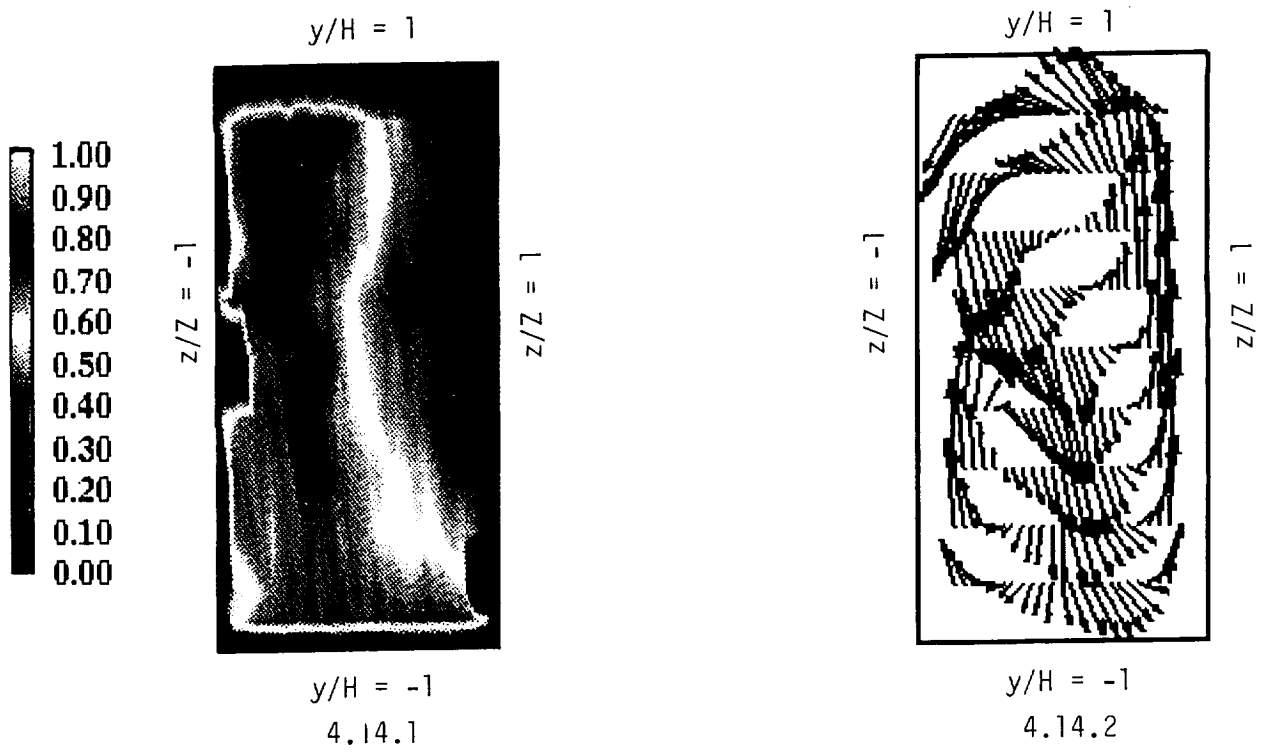 y/H = 1
1.00
0.90
0.80
0.70
0.60
0.50
0.40
0.30
0.20
0.10
0.00
z/Z = -1
z/Z = 1
y/H = -1
4.14.1
y/H = 1
z/Z = -1
z/Z = 1
y/H = -1
4.14.2